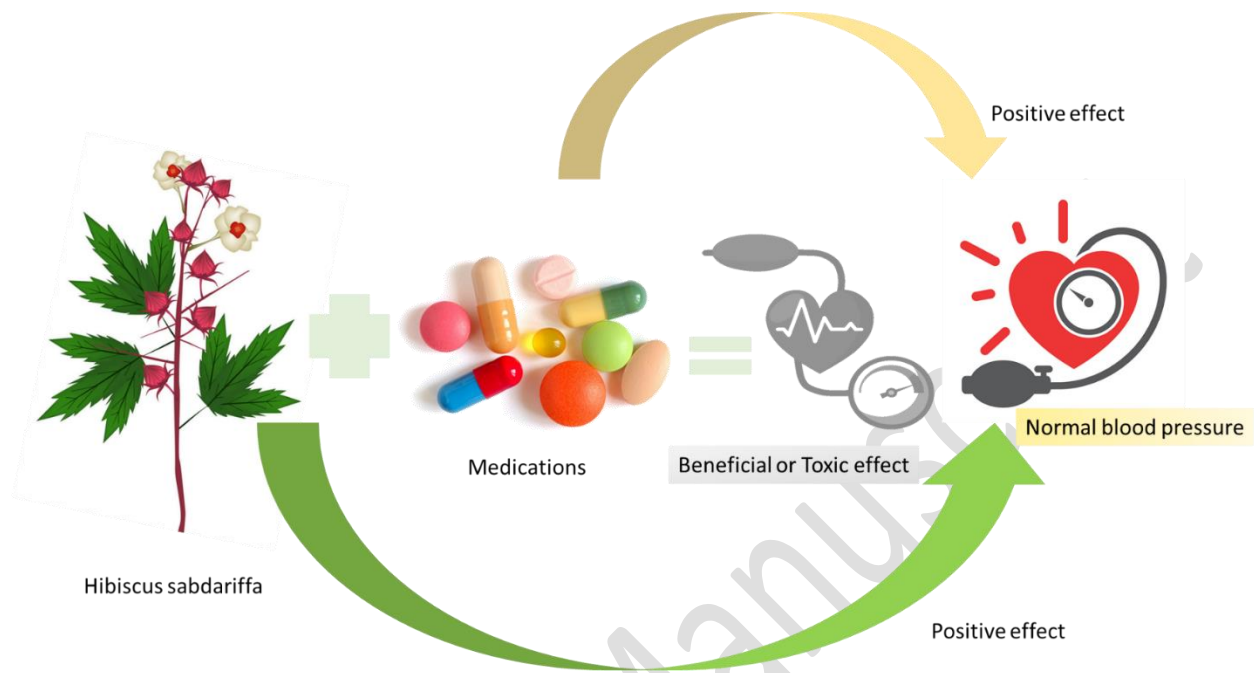 Positive effect
Medications
Beneficial or Toxic effect
Normal blood pressure
Hibiscus sabdariffa
Positive effect